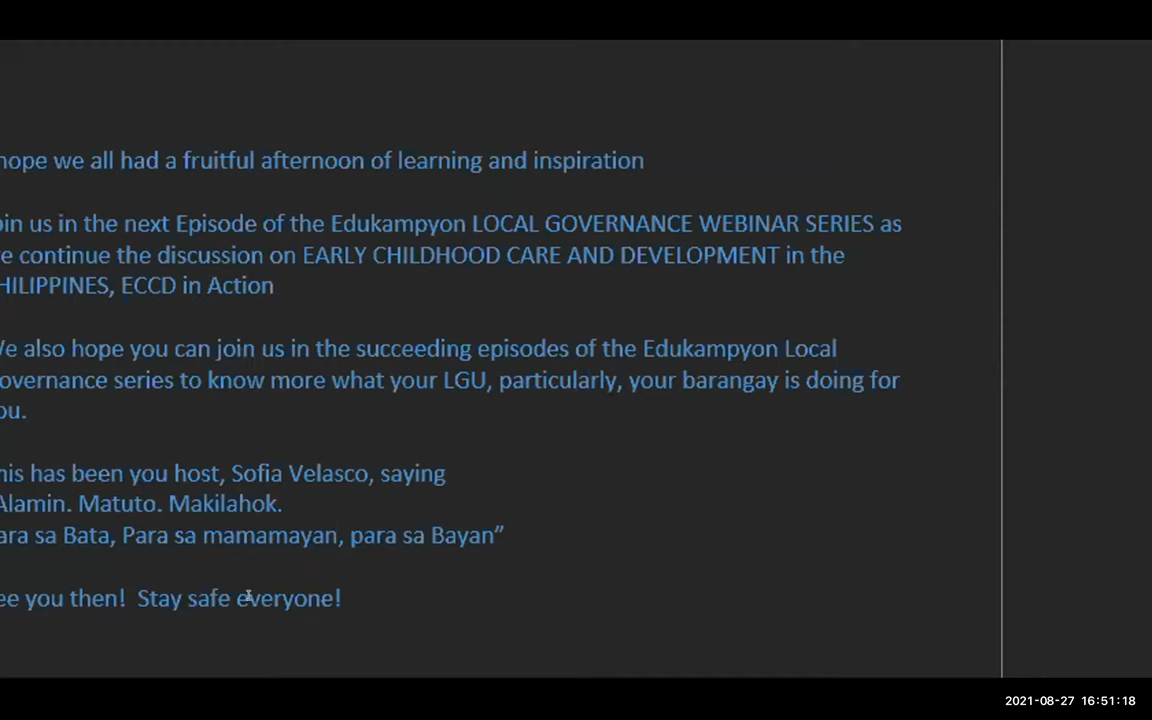 hope we all had a fruitful afternoon of learning and inspiration
oin us in the next Episode of the Edukampyon LOCAL GOVERNANCE WEBINAR SERIES as
e continue the discussion on EARLY CHILDHOOD CARE AND DEVELOPMENT in the
HILIPPINES, ECCD in Action
We also hope you can join us in the succeeding episodes of the Edukampyon Local
overnance series to know more what your LGU, particularly, your barangay is doing for
ou.
his has been you host, Sofia Velasco, saying
Alamin. Matuto. Makilahok.
ara sa Bata, Para sa mamamayan, para sa Bayan”
ee you then!  Stay safe everyone!
2021-08-27 16:51:18